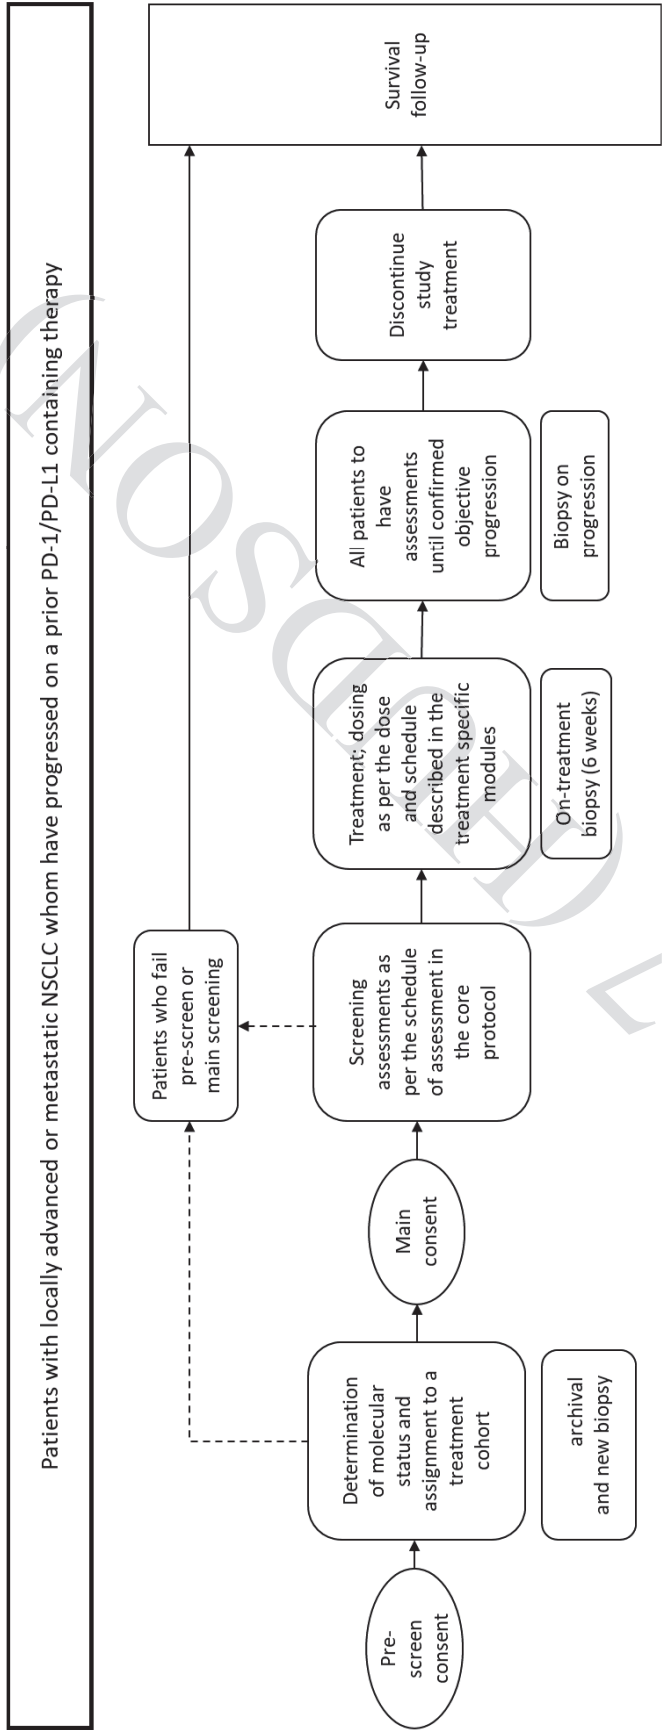 Patients with locally advanced or metastatic NSCLC whom have progressed on a prior PD-1/PD-L1 containing therapy
Pre-
screen
consent
Determination
of molecular
status and
assignment to a
treatment
cohort
archival
and new biopsy
Main
consent
Patients who fail
pre-screen or
main screening
Screening
assessments as
per the schedule
of assessment in
the core
protocol
Treatment; dosing
as per the dose
and schedule
described in the
treatment specific
modules
On-treatment
biopsy (6 weeks)
All patients to
have
assessments
until confirmed
objective
progression
Biopsy on
progression
Discontinue
study
treatment
Survival
follow-up
(HUDSON)